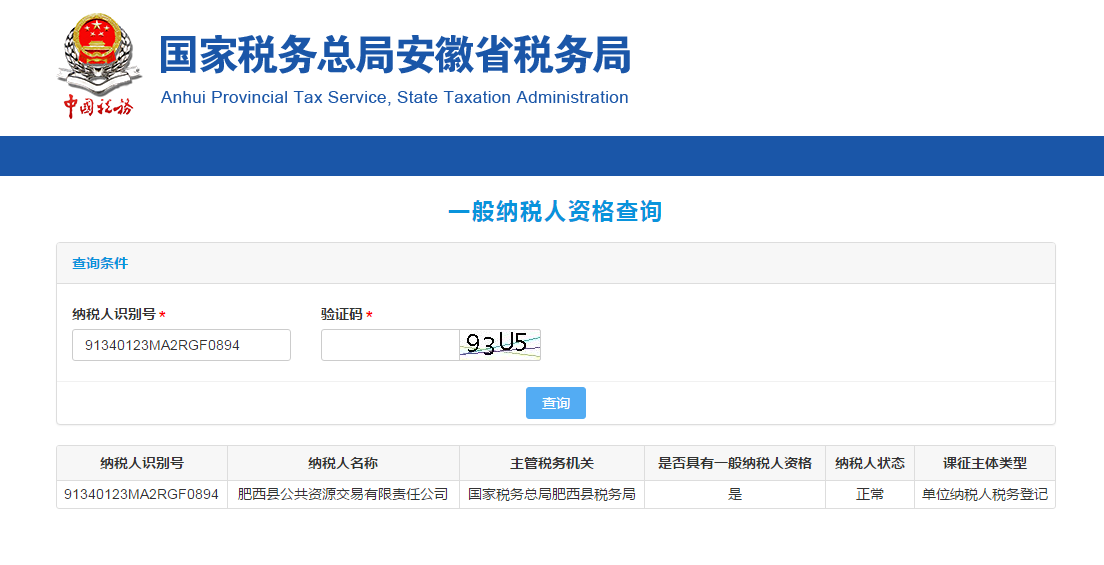 国家税务总局安徽省税务局
Anhui Provincial Tax Service, State Taxation Administration
中国税务
一般纳税人资格查询
查询条件
纳税人识别号* 验证码*
91340123MA2RGF0894 93U5
查询
纳税人识别号 纳税人名称 主管税务机关 是否具有一般纳税人资格 纳税人状态 课征主体类型
91340123MA2RGF0894 肥西县公共资源交易有限责任公司 国家税务总局肥西县税务局 是 正常 单位纳税人税务登记